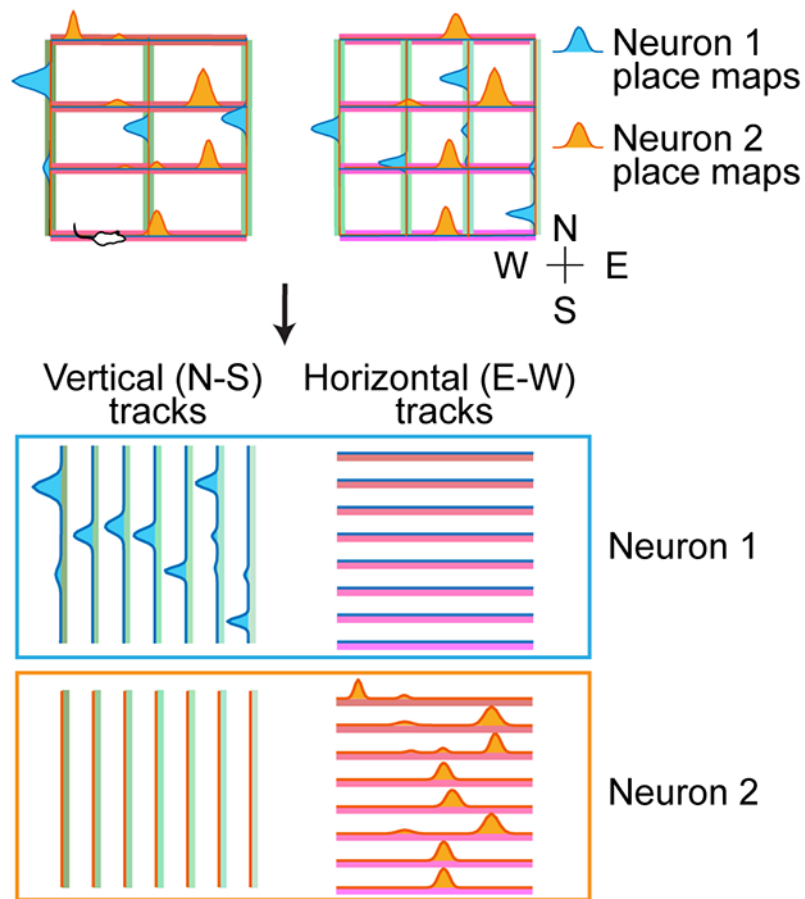 Neuron 1
place maps
Neuron 2
place maps
N
W E
S
Vertical (N-S)
tracks
Horizontal (E-W)
tracks
Neuron 1
Neuron 2